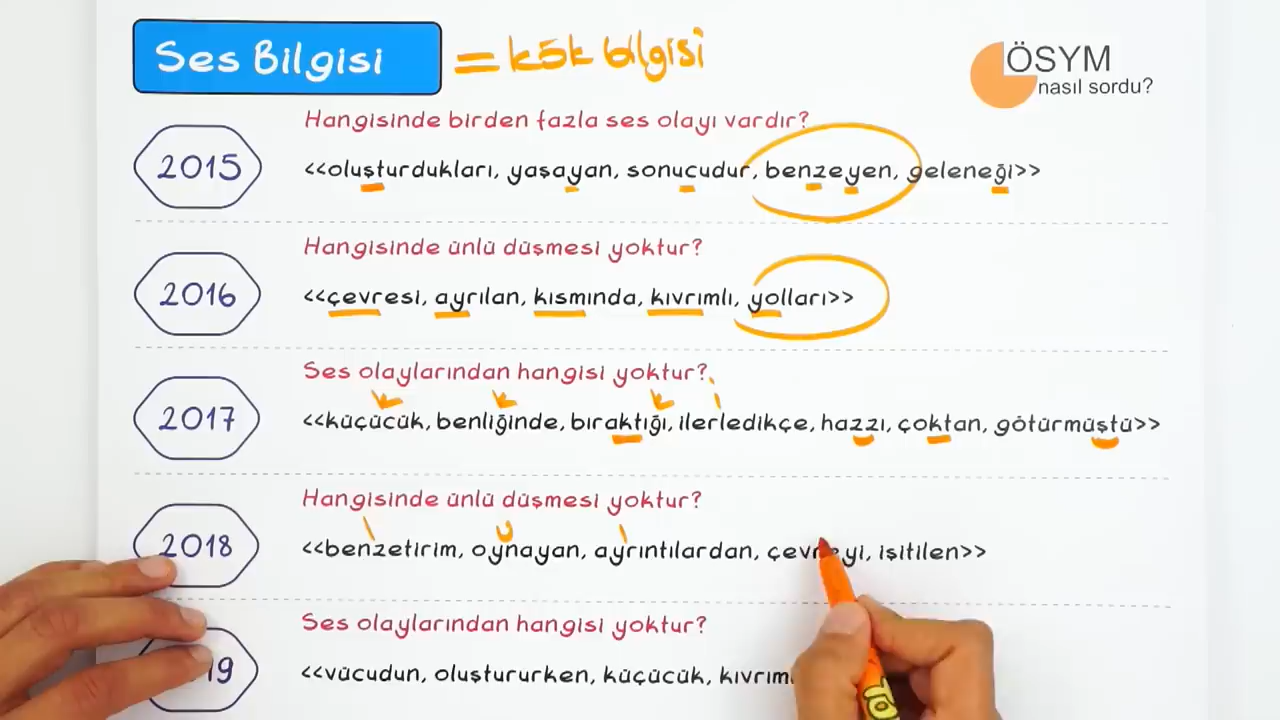 Ses Bilgisi = kök bilgisi
ÖSYM
nasıl sordu?
Hangisinde birden fazla ses olayı vardır?
2015
<<oluşturdukları, yaşayan, sonucudur, benzeyen, geleneği>>
Hangisinde ünlü düşmesi yoktur?
2016
<<çevresi, ayrılan, kısmında, kıvrımlı, yolları>>
Ses olaylarından hangisi yoktur?
i
2017
<<küçücük, benliğinde, bıraktığı, ilerledikçe, hazzı, çoktan, götürmüştü>>
Hangisinde ünlü düşmesi yoktur?
ı u ı
2018
<<benzetirim, oynayan, ayrıntılardan, çevreyi, işitilen>>
Ses olaylarından hangisi yoktur?
<<vücudun, oluştururken, küçücük,